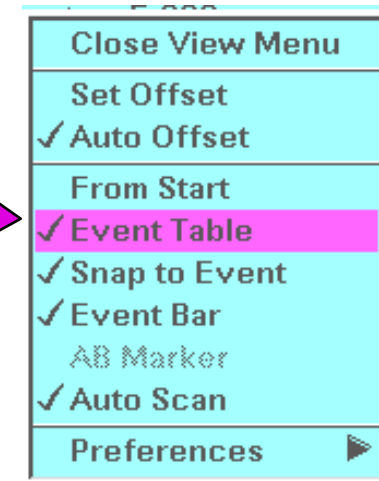 Close View Menu
Set Offset
✓ Auto Offset
From Start
✓ Event Table
✓ Snap to Event
✓ Event Bar
AB Marker
✓ Auto Scan
Preferences ▶